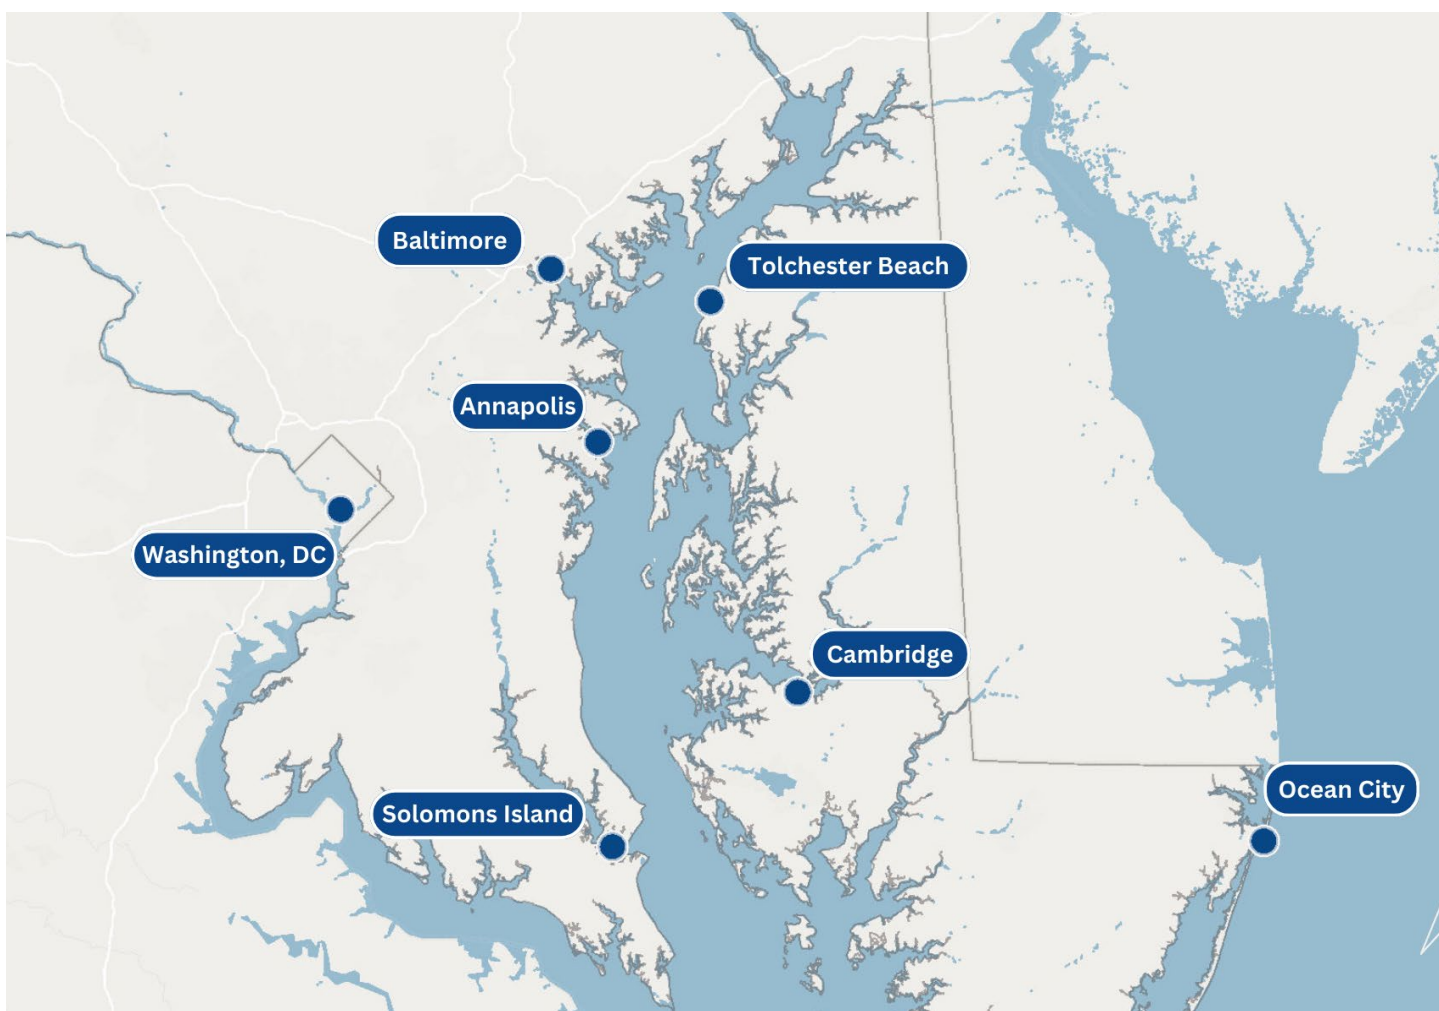 Baltimore
Tolchester Beach
Annapolis
Washington, DC
Cambridge
Ocean City
Solomons Island